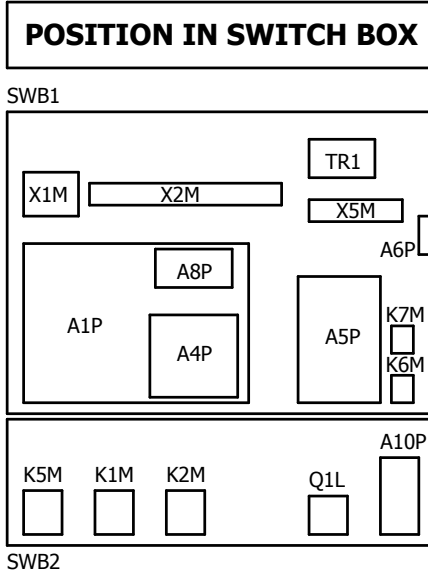 POSITION IN SWITCH BOX
SWB1
TR1
X1M
X2M
X5M
A6P
A8P
A1P
A4P
A5P
K7M
K6M
A10P
K5M
K1M
K2M
Q1L
SWB2